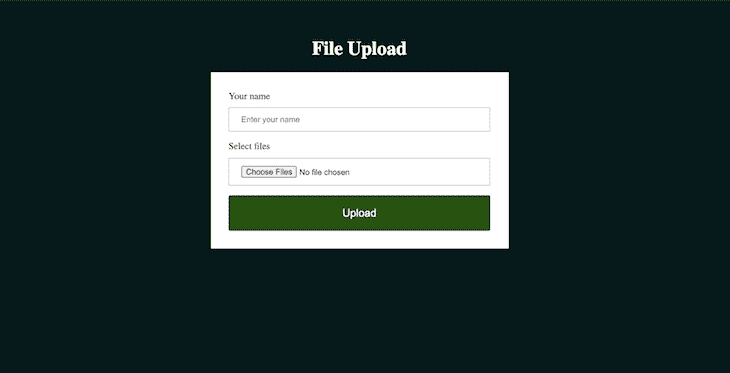 File Upload
Your name
Enter your name
Select files
Choose Files No file chosen
Upload